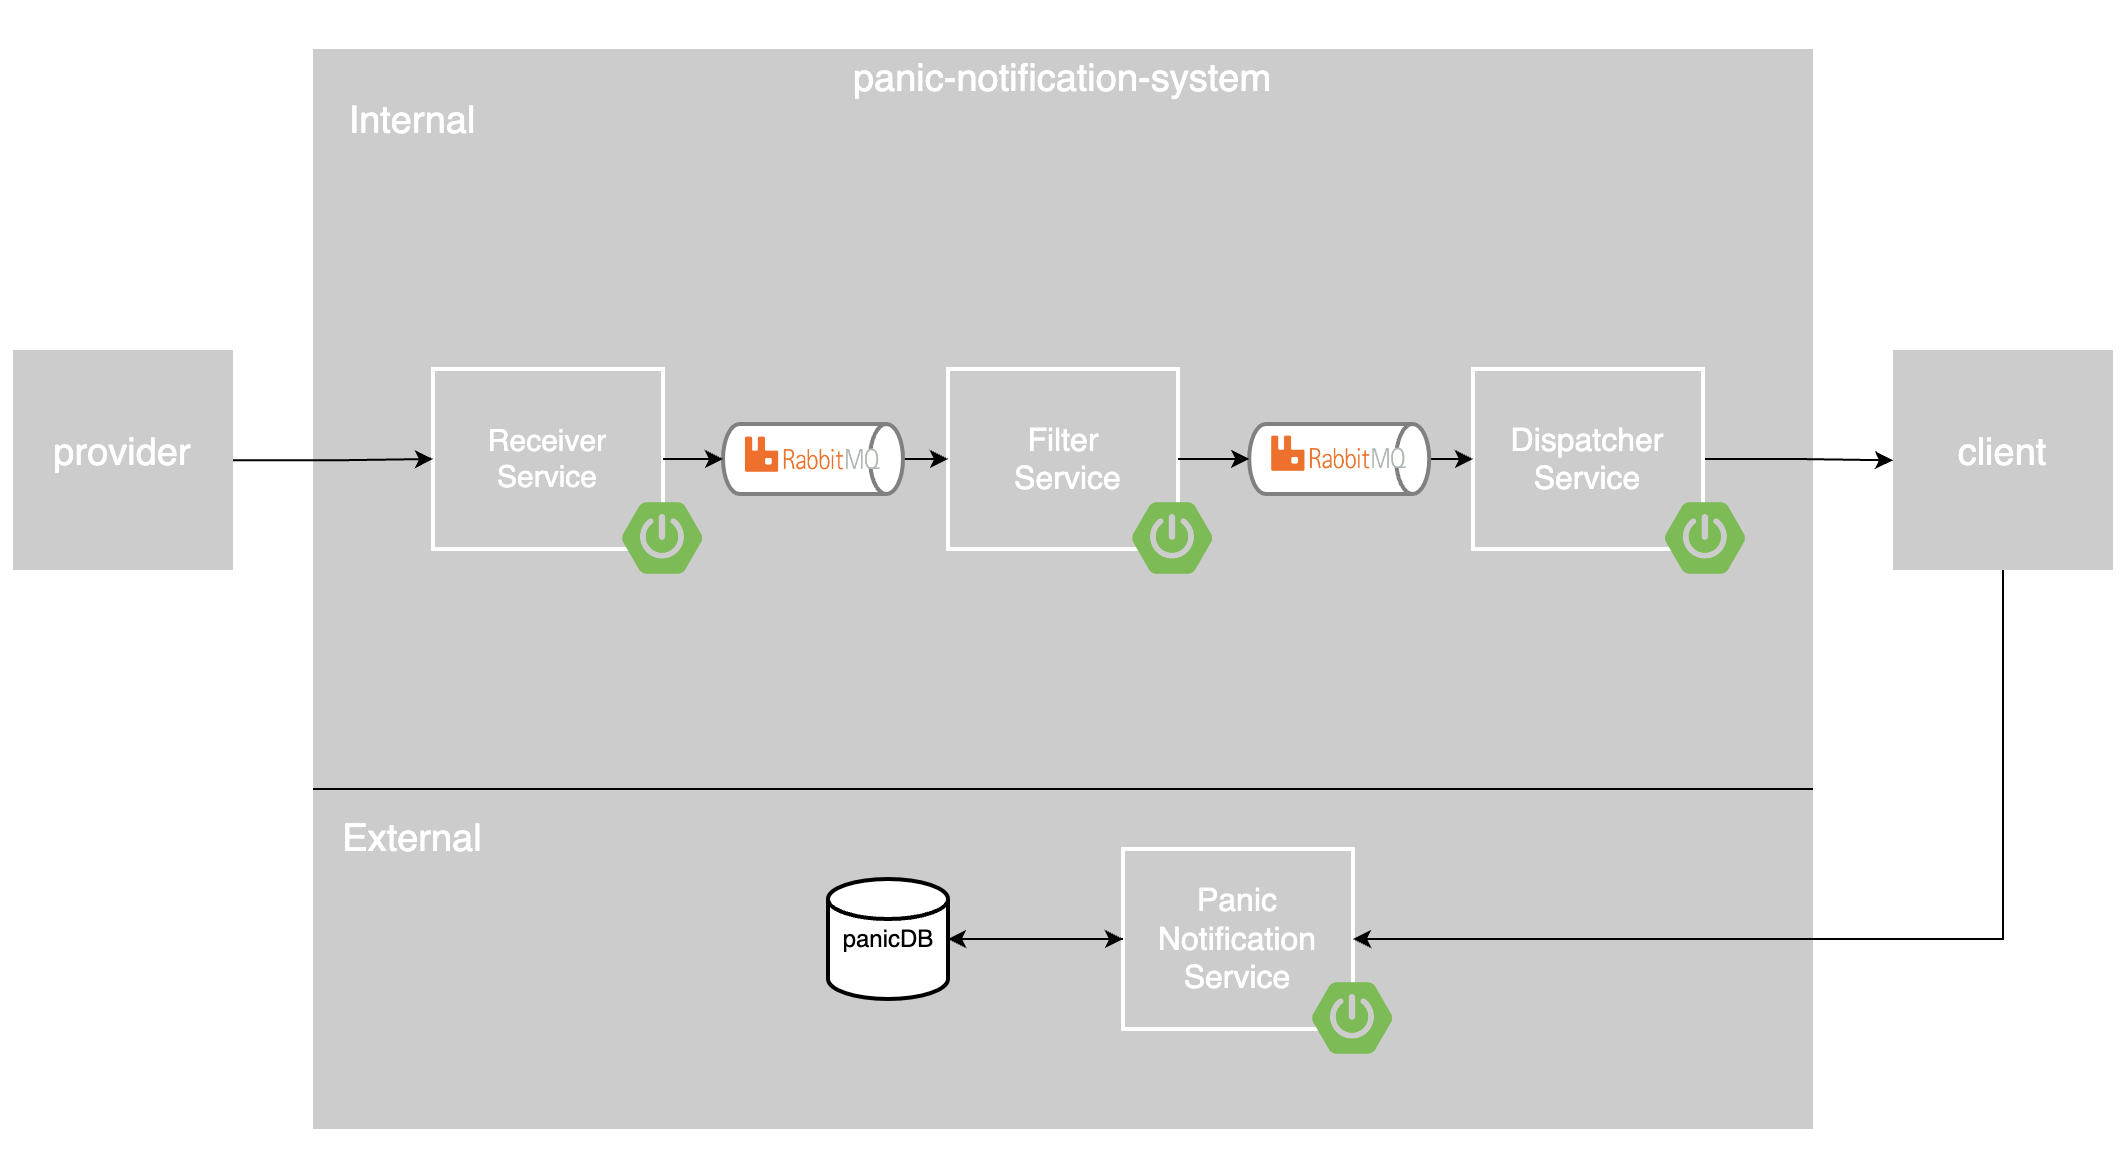 panic-notification-system
Internal
provider
Receiver
Service
RabbitMQ
Filter
Service
RabbitMQ
Dispatcher
Service
client
External
panicDB
Panic
Notification
Service